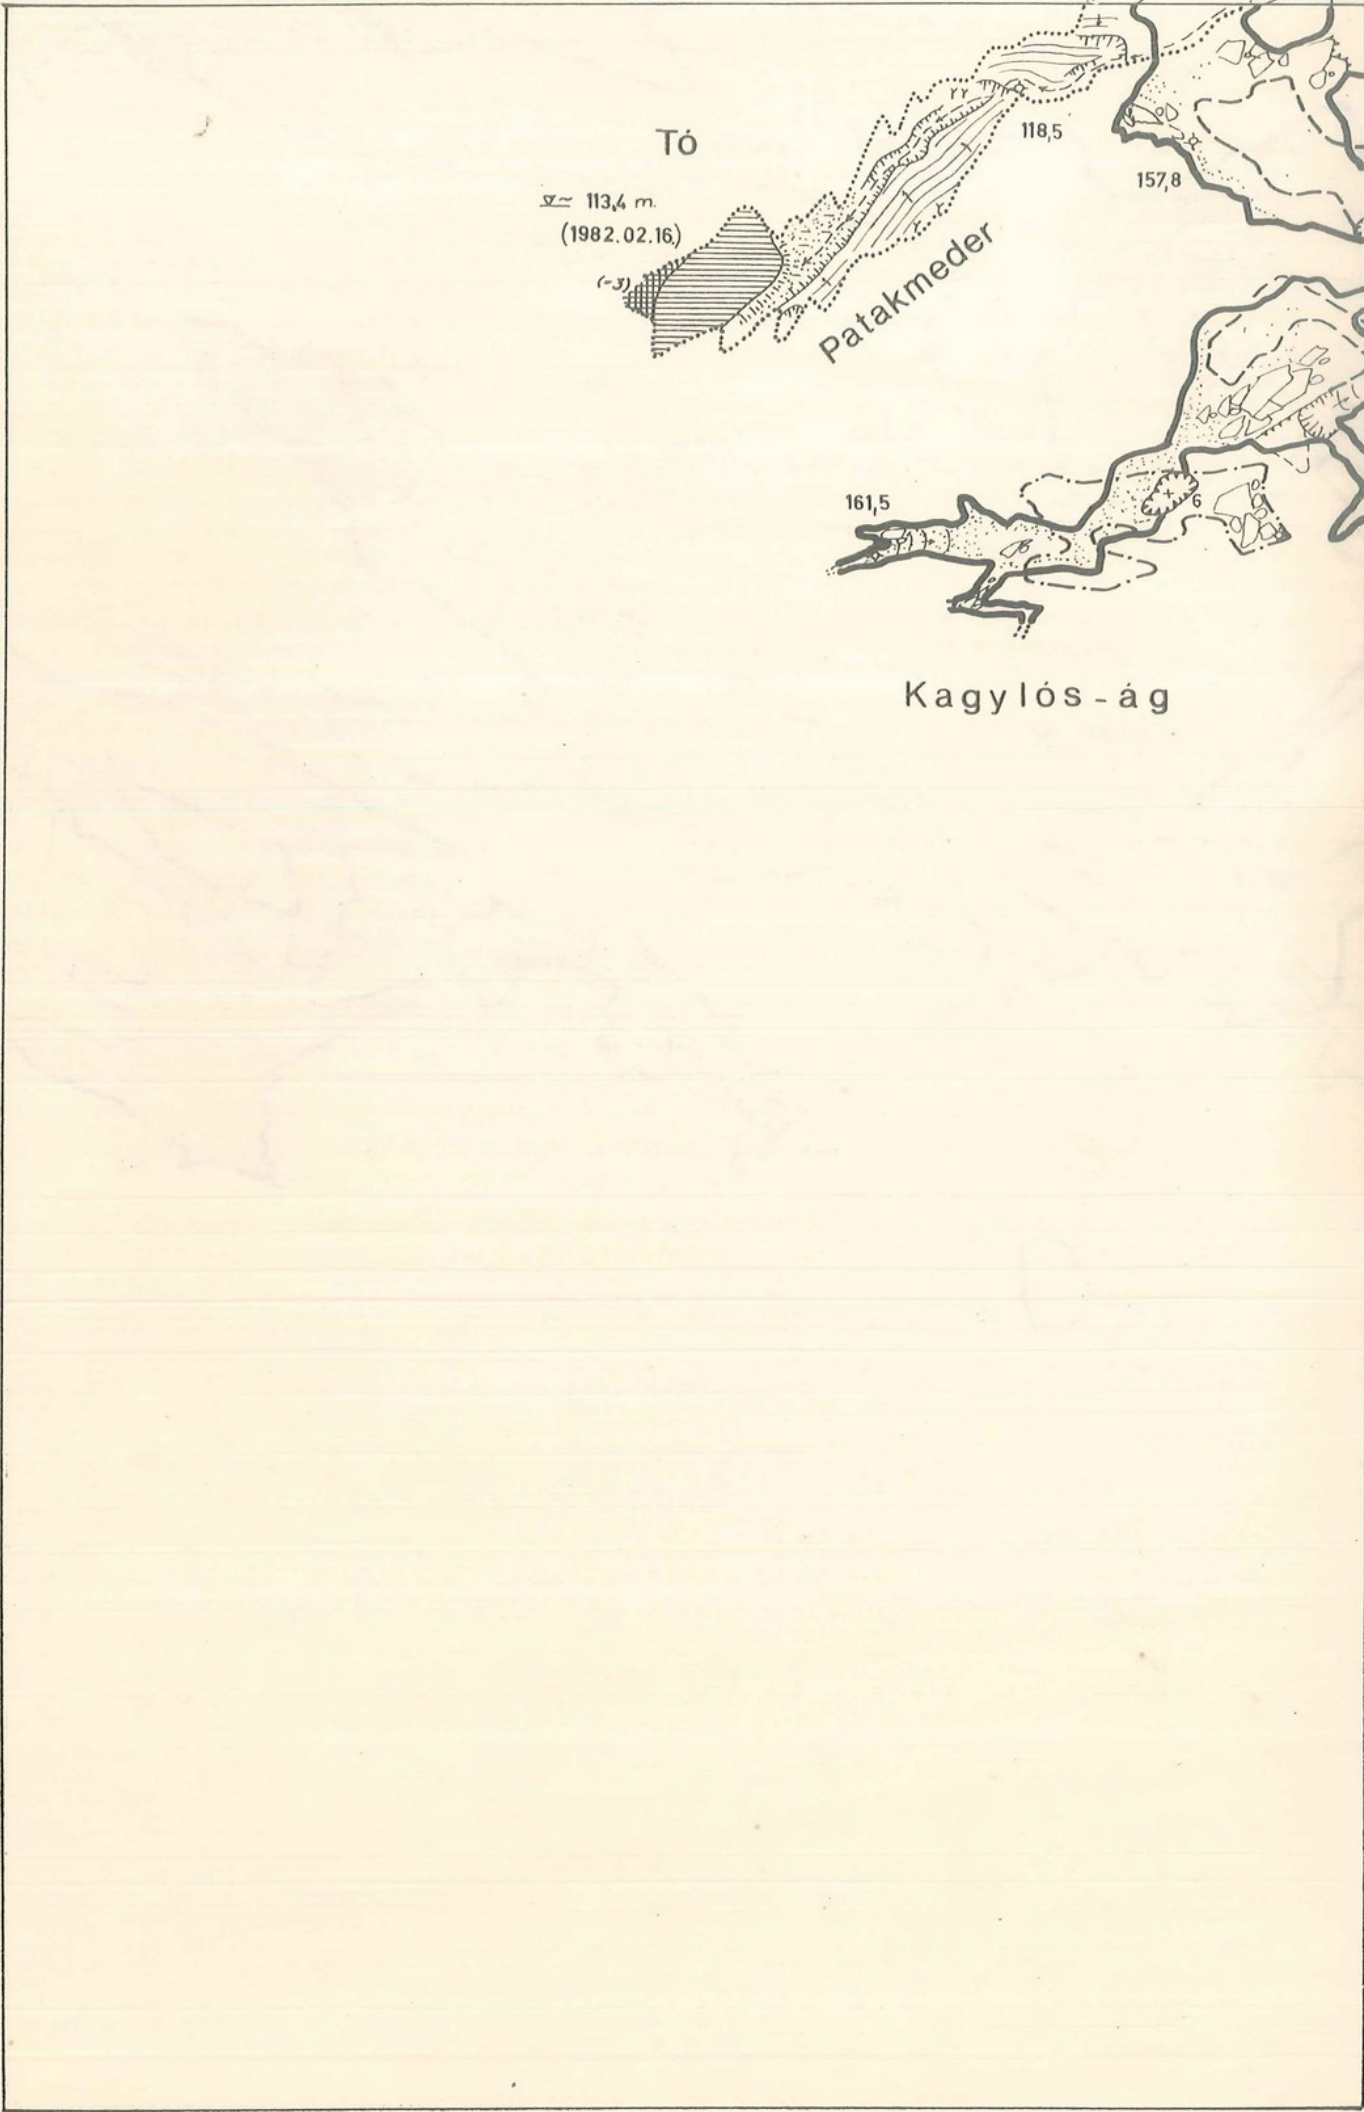 Tó
118,5
157,8
~ 113,4 m.
(1982.02.16.)
(-3)
Patakmeder
161,5
6
Kagylós-ág